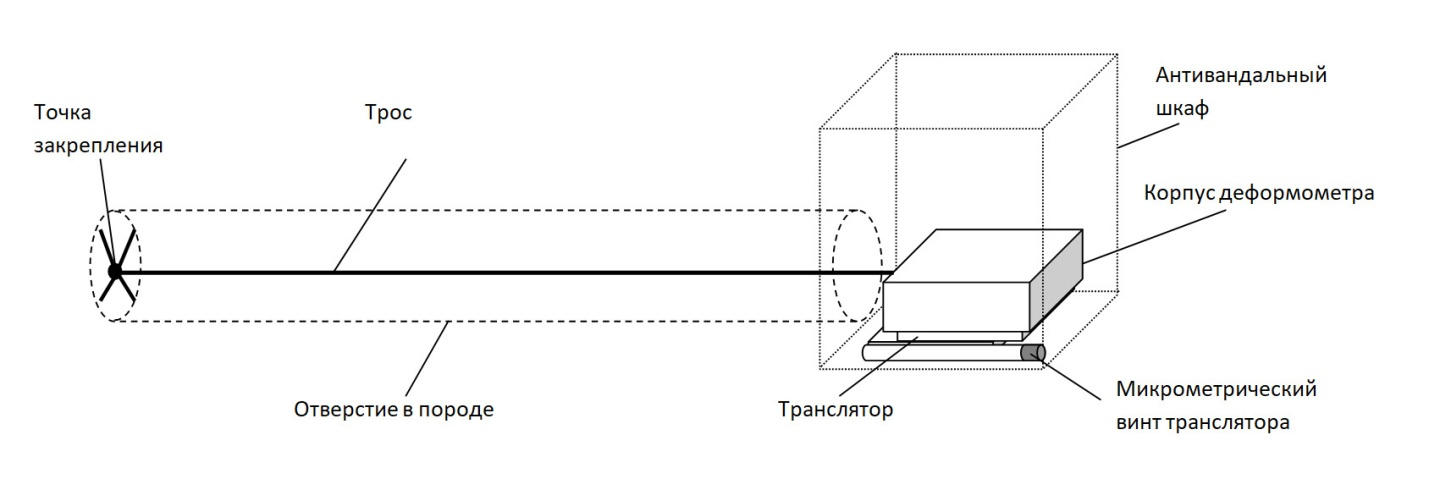 Антивандальный
шкаф
Точка
закрепления
Трос
Корпус деформометра
Отверстие в породе
Транслятор
Микрометрический
винт транслятора